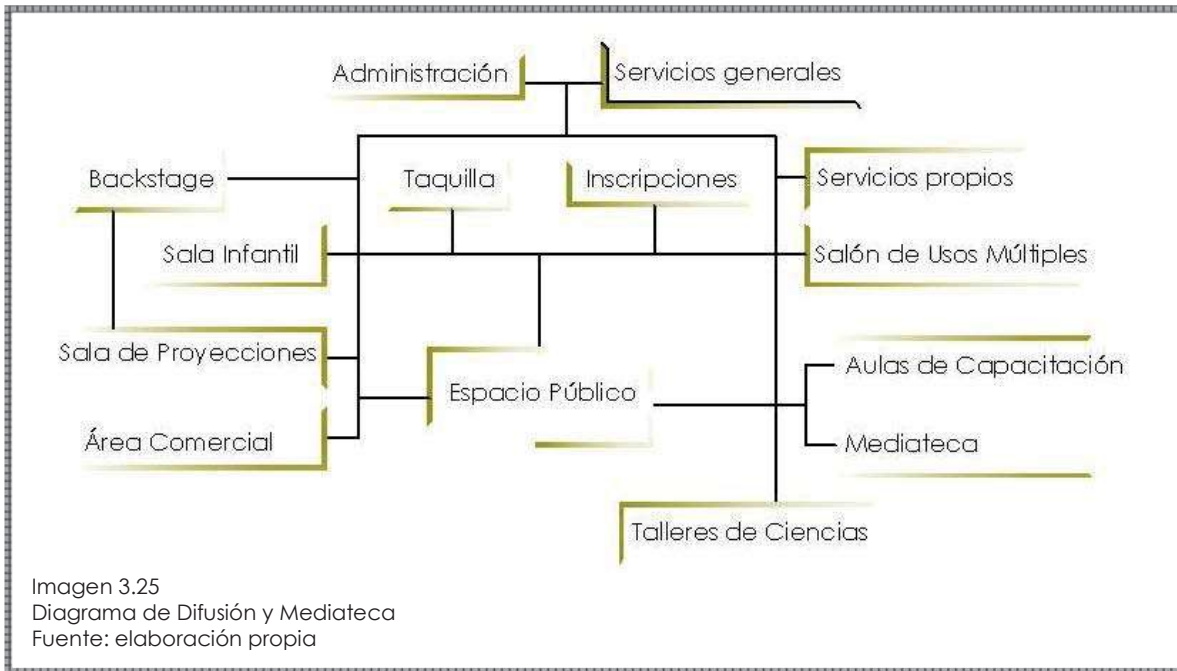 Administración
Servicios generales
Backstage
Taquilla
Inscripciones
Servicios propios
Sala Infantil
Salón de Usos Múltiples
Sala de Proyecciones
Espacio Público
Aulas de Capacitación
Área Comercial
Mediateca
Talleres de Ciencias
Imagen 3.25
Diagrama de Difusión y Mediateca
Fuente: elaboración propia